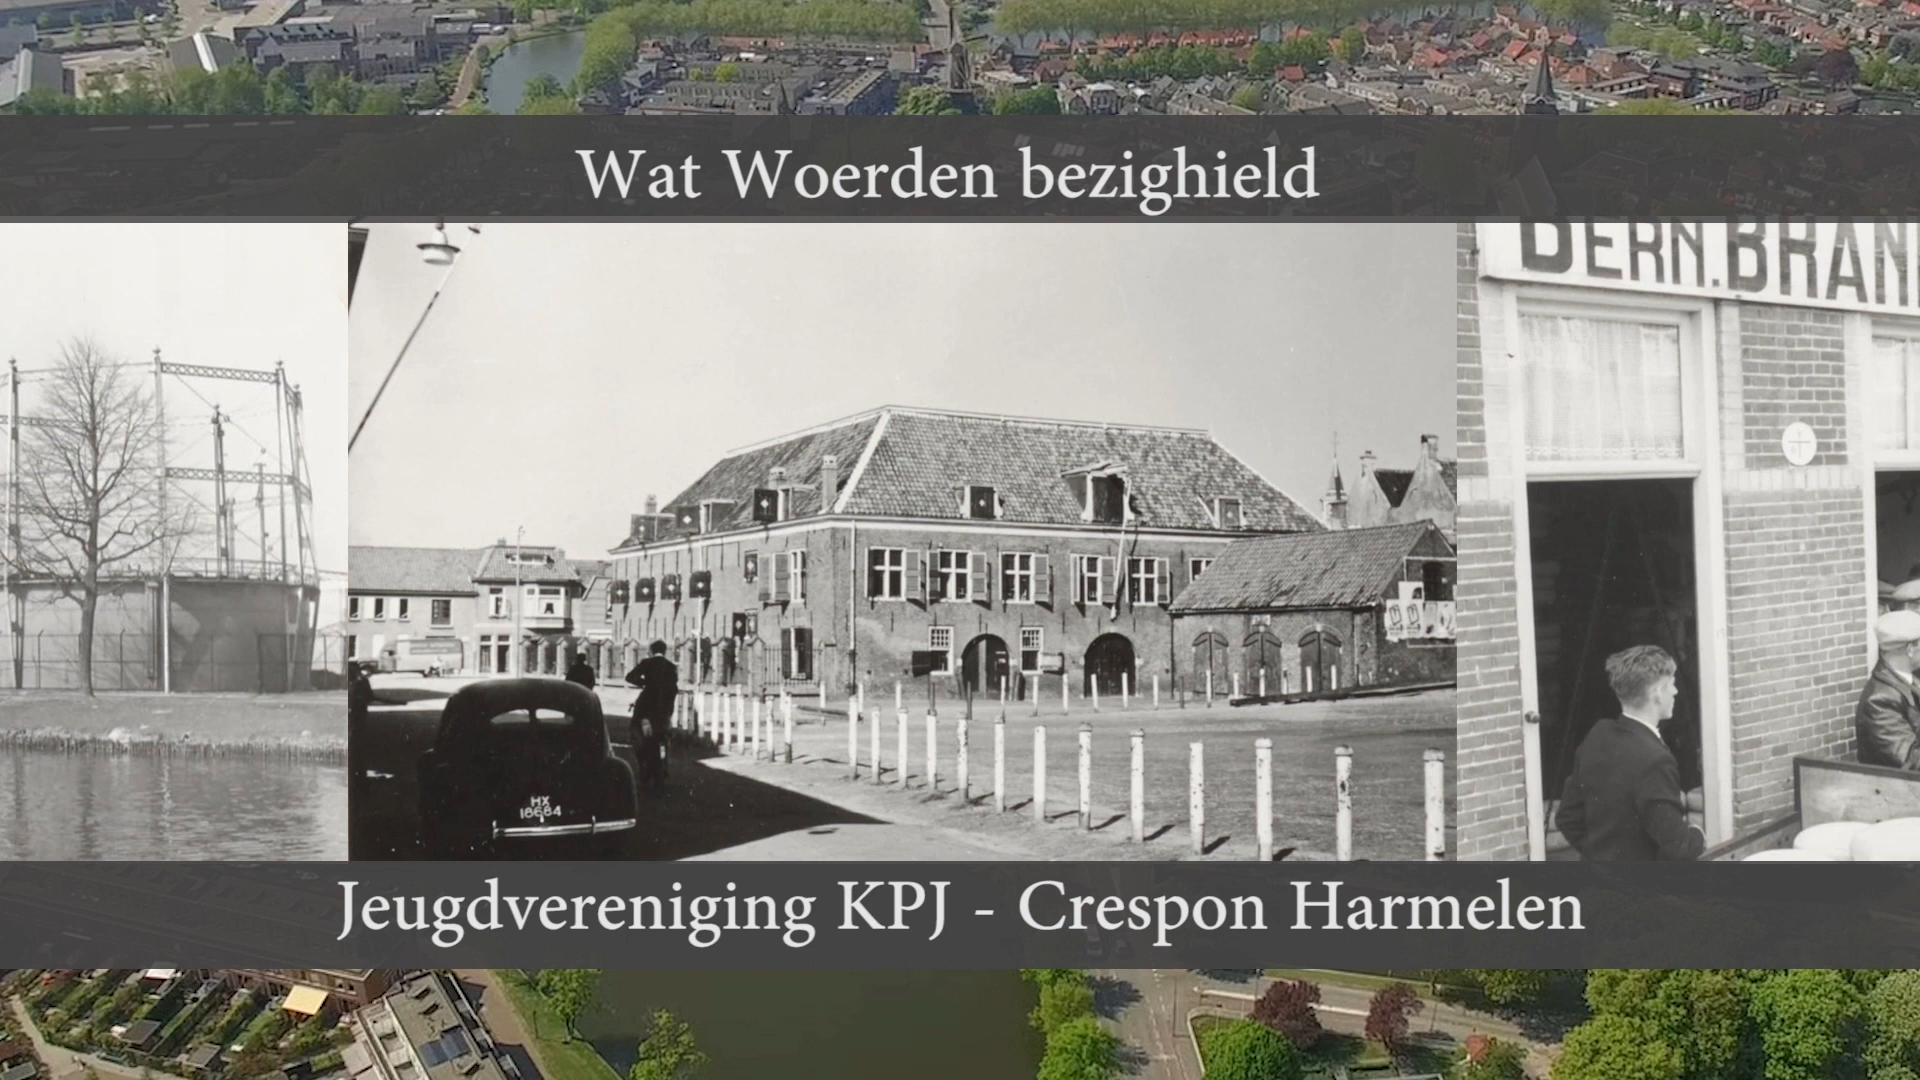 Wat Woerden bezighield
BERN.BRAN
HX
18684
Jeugdvereniging KPJ - Crespon Harmelen